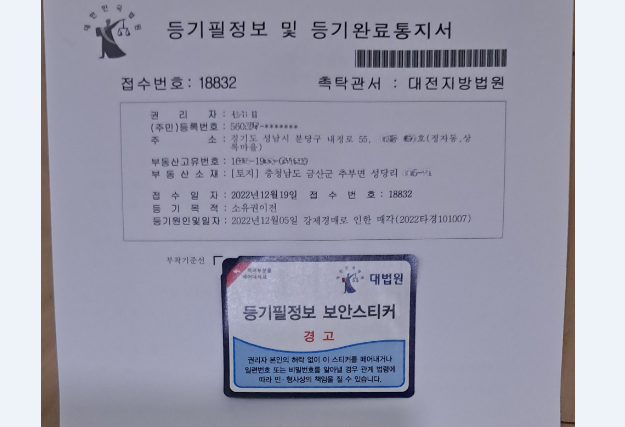 대한민국법원
등기필정보 및 등기완료통지서
접수번호 : 18832 촉탁관서 : 대전지방법원
권 리 자 :
(주민)등록번호 : -*******
주 소 : 경기도 성남시 분당구 내정로 55, 호(정자동,상
록마을)
부동산고유번호 :
부 동 산 소 재 : [토지] 충청남도 금산군 추부면 성당리
접 수 일 자 : 2022년12월19일 접 수 번 호 : 18832
등 기 목 적 : 소유권이전
등기원인및일자 : 2022년12월05일 강제경매로 인한 매각(2022타경101007)
부착기준선
대법원
등기필정보 보안스티커
경 고
권리자 본인의 허락 없이 이 스티커를 떼어내거나
일련번호 또는 비밀번호를 알아낼 경우 관계 법령에
따라 민·형사상의 책임을 질 수 있습니다.